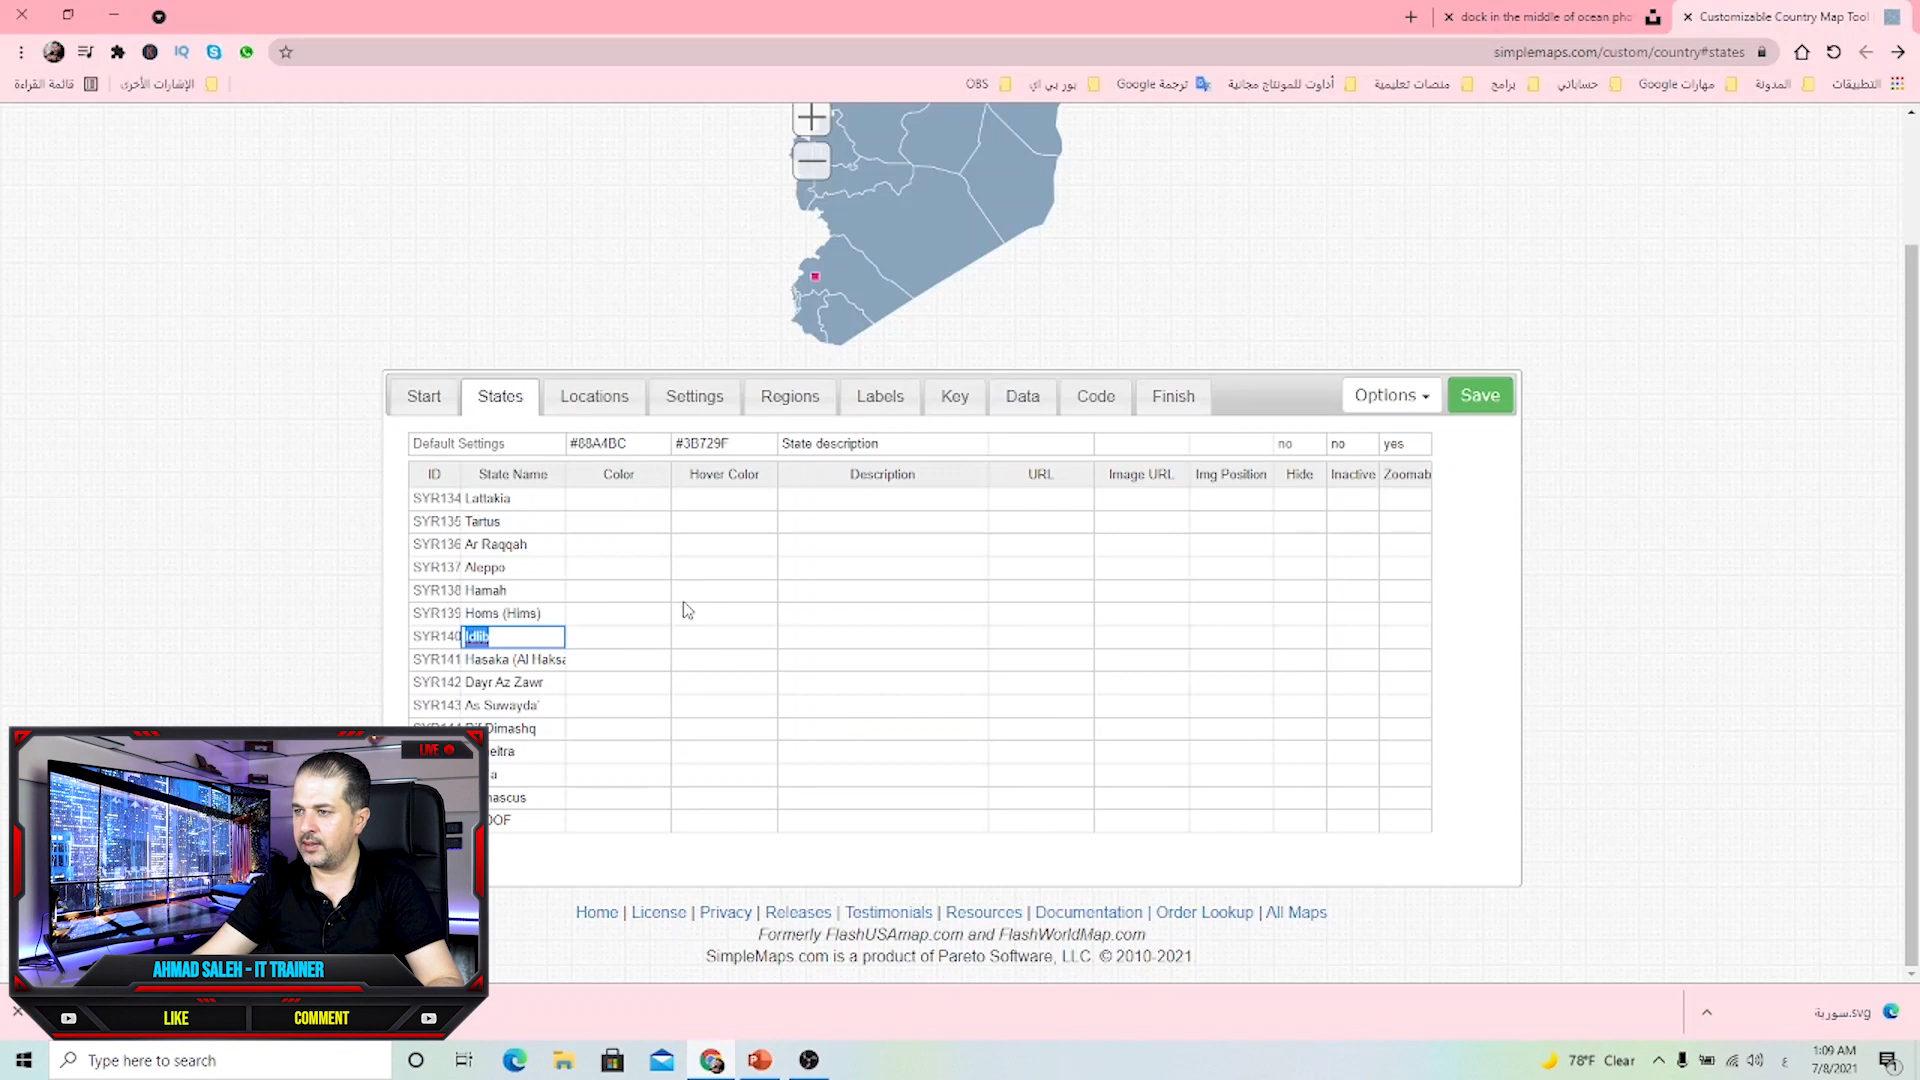 dock in the middle of ocean pho
Customizable Country Map Tool
simplemaps.com/custom/country#states
قائمة القراءة
الإشارات الأخرى
OBS
بور بي اي
ترجمة Google
أداوت للمونتاج مجانية
منصات تعليمية
برامج
حساباتي
مهارات Google
المدونة
التطبيقات
Start
States
Locations
Settings
Regions
Labels
Key
Data
Code
Finish
Options
Save
Default Settings #88A4BC #3B729F State description no no yes
ID State Name Color Hover Color Description URL Image URL Img Position Hide Inactive Zoomab
SYR134 Lattakia
SYR135 Tartus
SYR136 Ar Raqqah
SYR137 Aleppo
SYR138 Hamah
SYR139 Homs (Hims)
SYR140 Idlib
SYR141 Hasaka (Al Haksa
SYR142 Dayr Az Zawr
SYR143 As Suwayda'
Dimashq
Home | License | Privacy | Releases | Testimonials | Resources | Documentation | Order Lookup | All Maps
Formerly FlashUSAmap.com and FlashWorldMap.com
SimpleMaps.com is a product of Pareto Software, LLC. © 2010-2021
LIVE
AHMAD SALEH - IT TRAINER
LIKE
COMMENT
سورية.svg
Type here to search
78°F Clear
ع
1:09 AM
7/8/2021